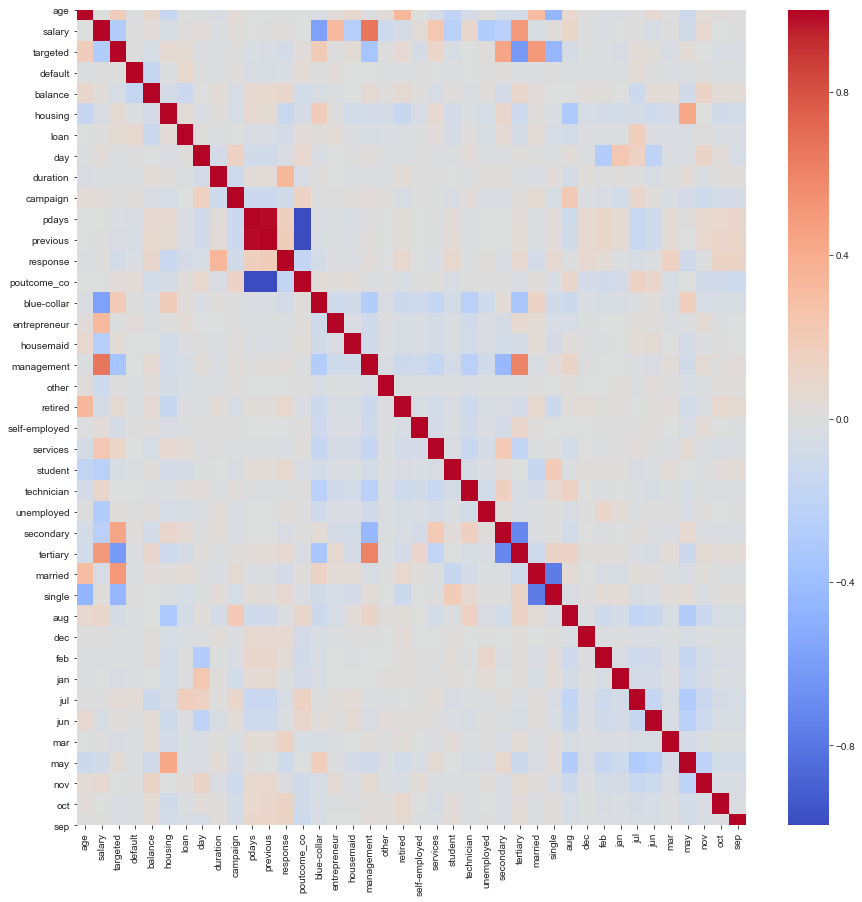 age
salary
targeted
default
balance
housing
loan
day
duration
campaign
pdays
previous
response
poutcome_co
blue-collar
entrepreneur
housemaid
management
other
retired
self-employed
services
student
technician
unemployed
secondary
tertiary
married
single
aug
dec
feb
jan
jul
jun
mar
may
nov
oct
sep
age
salary
targeted
default
balance
housing
loan
day
duration
campaign
pdays
previous
response
poutcome_co
blue-collar
entrepreneur
housemaid
management
other
retired
self-employed
services
student
technician
unemployed
secondary
tertiary
married
single
aug
dec
feb
jan
jul
jun
mar
may
nov
oct
sep
0.8
0.4
0.0
−0.4
−0.8